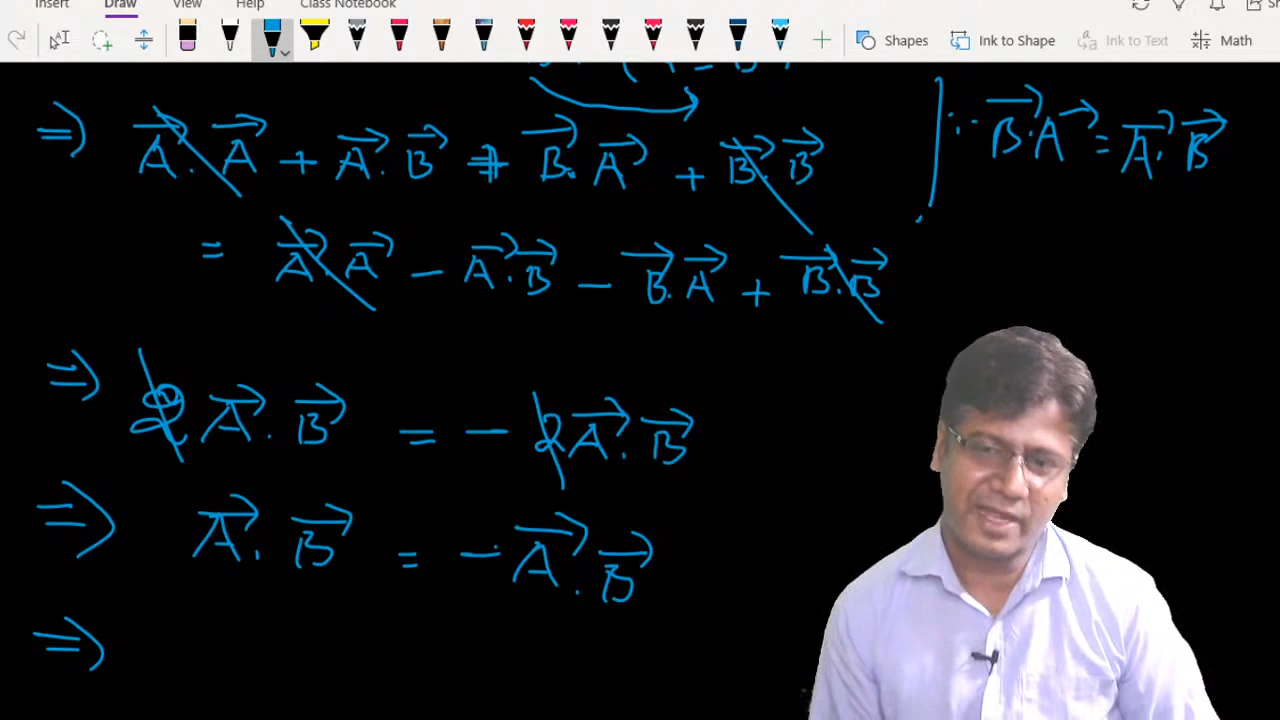 Insert Draw View Help Class Notebook
Shapes Ink to Shape Ink to Text Math
⇒ A⃗.A⃗ + A⃗.B⃗ + B⃗.A⃗ + B⃗.B⃗
∵ B⃗.A⃗ = A⃗.B⃗
= A⃗.A⃗ − A⃗.B⃗ − B⃗.A⃗ + B⃗.B⃗
⇒ 2A⃗.B⃗ = −2A⃗.B⃗
⇒ A⃗.B⃗ = −A⃗.B⃗
⇒